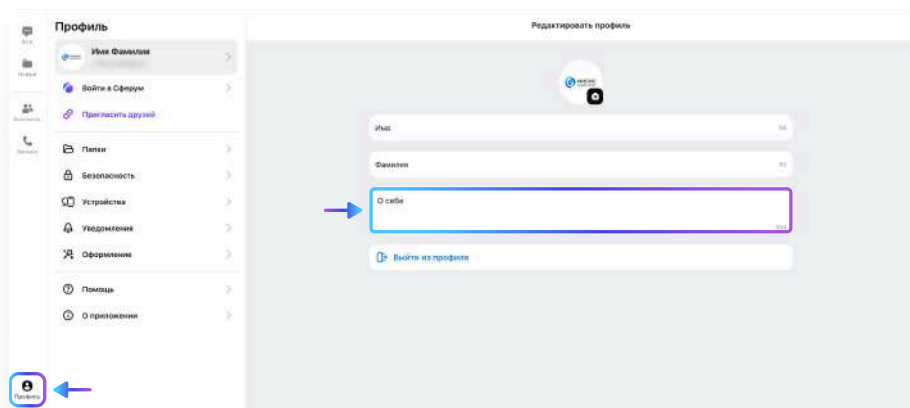 Профиль
Редактировать профиль
Имя Фамилия
Войти в Сферум
Пригласить друзей
Папки
Безопасность
Устройства
Уведомления
Оформление
Помощь
О приложении
Профиль
Имя
Фамилия
О себе
Выйти из профиля